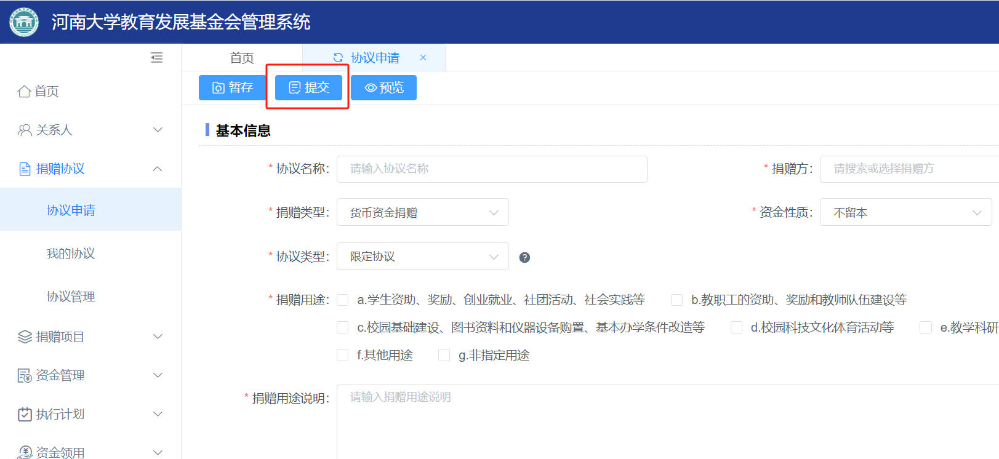 河南大学教育发展基金会管理系统
首页
协议申请
首页
暂存
提交
预览
关系人
基本信息
捐赠协议
* 协议名称:
请输入协议名称
* 捐赠方:
请搜索或选择捐赠方
协议申请
* 捐赠类型:
货币资金捐赠
* 资金性质:
不留本
我的协议
* 协议类型:
限定协议
协议管理
* 捐赠用途:
a.学生资助、奖励、创业就业、社团活动、社会实践等
b.教职工的资助、奖励和教师队伍建设等
c.校园基础建设、图书资料和仪器设备购置、基本办学条件改造等
d.校园科技文化体育活动等
e.教学科研
捐赠项目
f.其他用途
g.非指定用途
资金管理
* 捐赠用途说明:
请输入捐赠用途说明
执行计划
资金领用